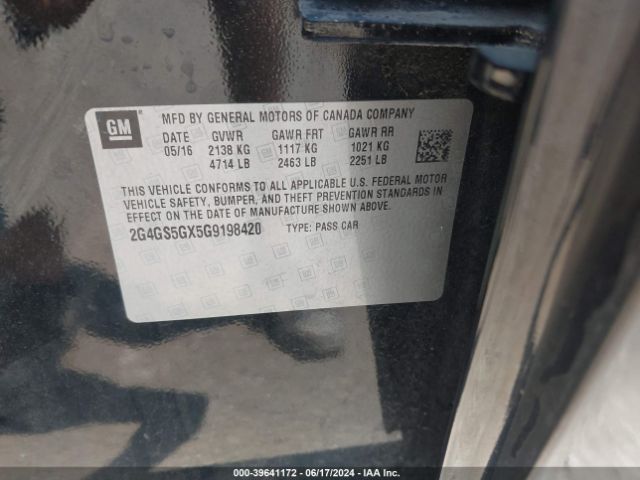 GM
MFD BY GENERAL MOTORS OF CANADA COMPANY
DATE GVWR GAWR FRT GAWR RR
05/16 2138 KG 1117 KG 1021 KG
4714 LB 2463 LB 2251 LB
THIS VEHICLE CONFORMS TO ALL APPLICABLE U.S. FEDERAL MOTOR
VEHICLE SAFETY, BUMPER, AND THEFT PREVENTION STANDARDS IN
EFFECT ON THE DATE OF MANUFACTURE SHOWN ABOVE.
2G4GS5GX5G9198420 TYPE: PASS CAR
000-39641172 - 06/17/2024 - IAA Inc.